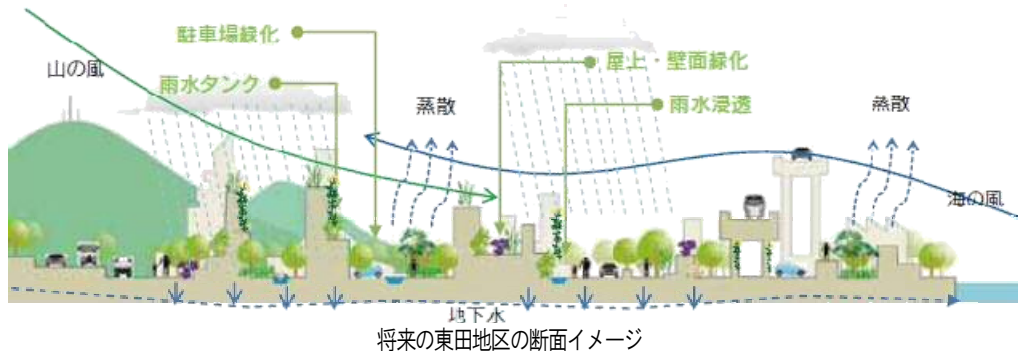 駐車場緑化
山の風
屋上・壁面緑化
雨水タンク
蒸散
雨水浸透
蒸散
海の風
地下水
将来の東田地区の断面イメージ